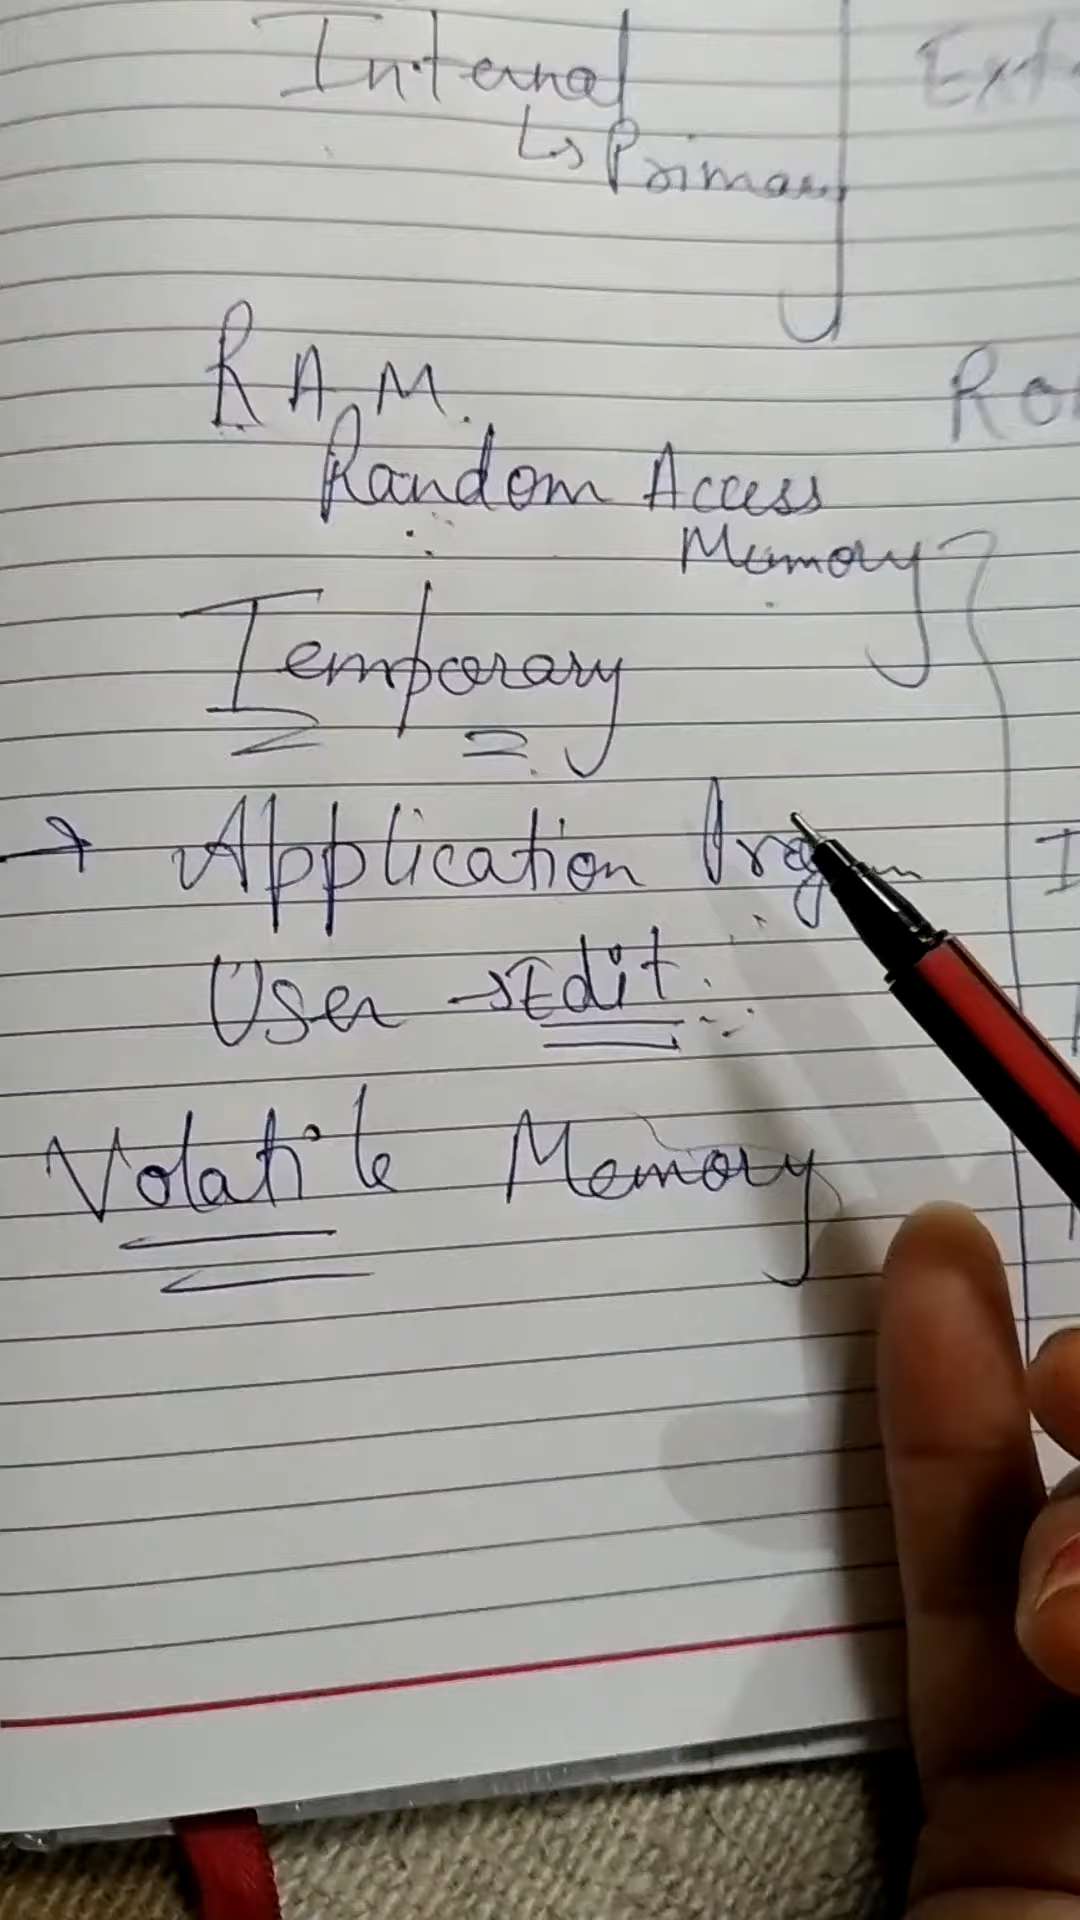 Internal
↳ Primary
RAM.
Random Access
Memory
Temporary
→ Application
User → Edit.
Volatile Memory